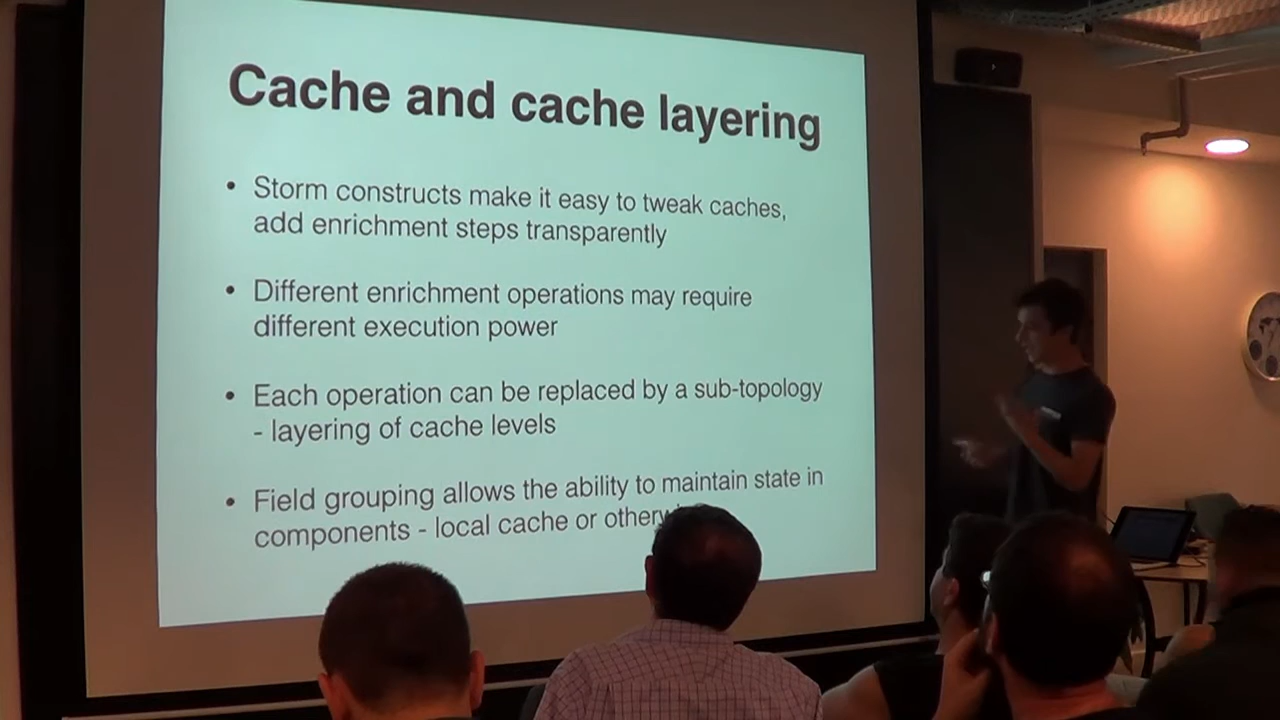 Cache and cache layering
• Storm constructs make it easy to tweak caches,
add enrichment steps transparently
• Different enrichment operations may require
different execution power
• Each operation can be replaced by a sub-topology
- layering of cache levels
• Field grouping allows the ability to maintain state in
components - local cache or